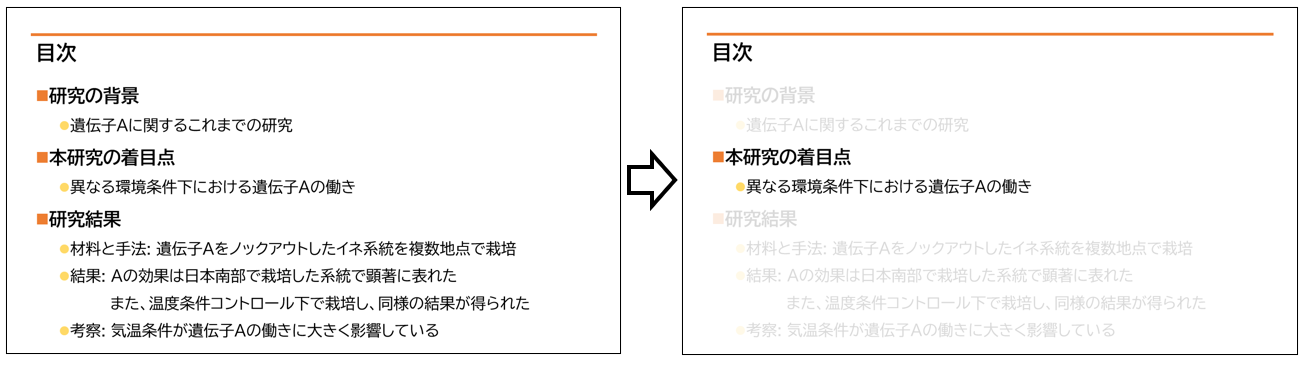 目次
■研究の背景
●遺伝子Aに関するこれまでの研究
■本研究の着目点
●異なる環境条件下における遺伝子Aの働き
■研究結果
●材料と手法: 遺伝子Aをノックアウトしたイネ系統を複数地点で栽培
●結果: Aの効果は日本南部で栽培した系統で顕著に表れた
また、温度条件コントロール下で栽培し、同様の結果が得られた
●考察: 気温条件が遺伝子Aの働きに大きく影響している
目次
■研究の背景
●遺伝子Aに関するこれまでの研究
■本研究の着目点
●異なる環境条件下における遺伝子Aの働き
■研究結果
●材料と手法: 遺伝子Aをノックアウトしたイネ系統を複数地点で栽培
●結果: Aの効果は日本南部で栽培した系統で顕著に表れた
また、温度条件コントロール下で栽培し、同様の結果が得られた
●考察: 気温条件が遺伝子Aの働きに大きく影響している